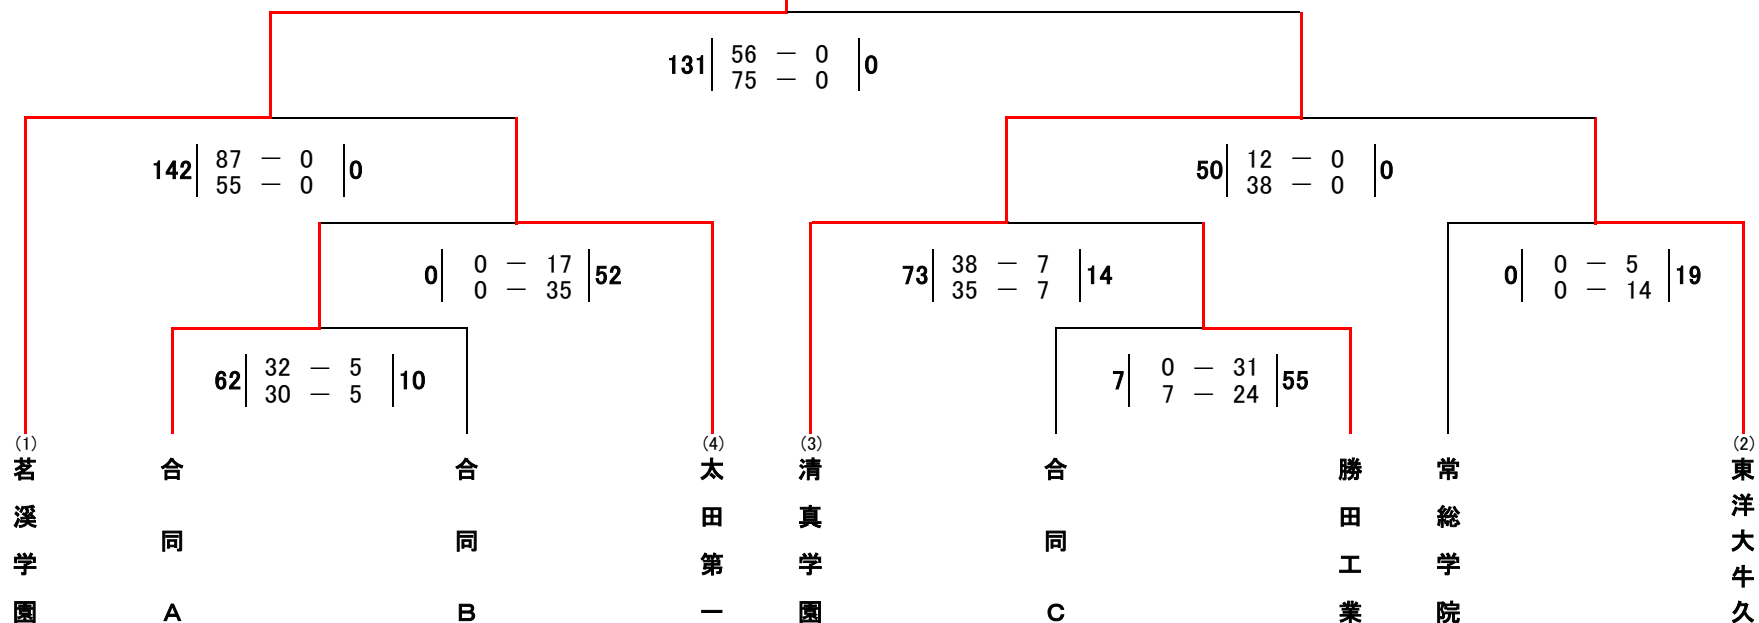 131 56 － 0 0
75 － 0
142 87 － 0 0
55 － 0
50 12 － 0 0
38 － 0
0 0 － 17 52
0 － 35
73 38 － 7 14
35 － 7
0 0 － 5 19
0 － 14
62 32 － 5 10
30 － 5
7 0 － 31 55
7 － 24
(1)
茗溪学園
合同A
合同B
(4)
太田第一
(3)
清真学園
合同C
勝田工業
常総学院
(2)
東洋大牛久